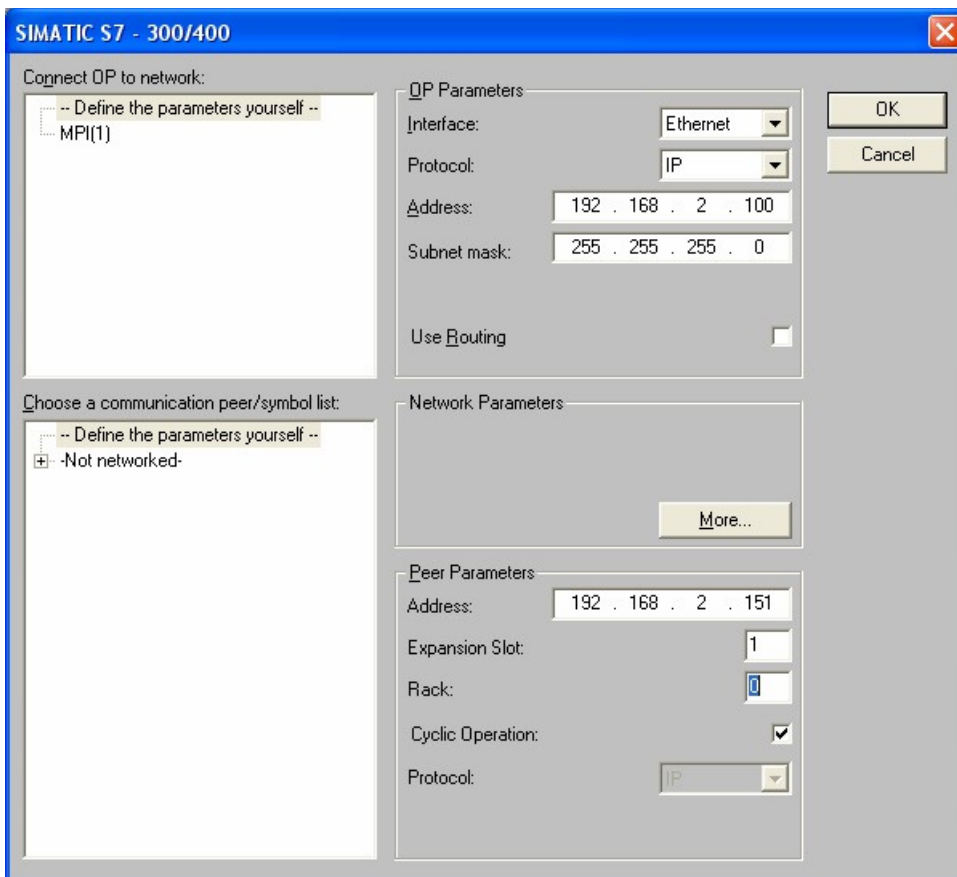 SIMATIC S7 - 300/400
Connect OP to network:
-- Define the parameters yourself --
MPI(1)
OP Parameters
Interface: Ethernet
Protocol: IP
Address: 192 . 168 . 2 . 100
Subnet mask: 255 . 255 . 255 . 0
Use Routing
OK
Cancel
Choose a communication peer/symbol list:
-- Define the parameters yourself --
-Not networked-
Network Parameters
More...
Peer Parameters
Address: 192 . 168 . 2 . 151
Expansion Slot: 1
Rack: 0
Cyclic Operation:
Protocol: IP